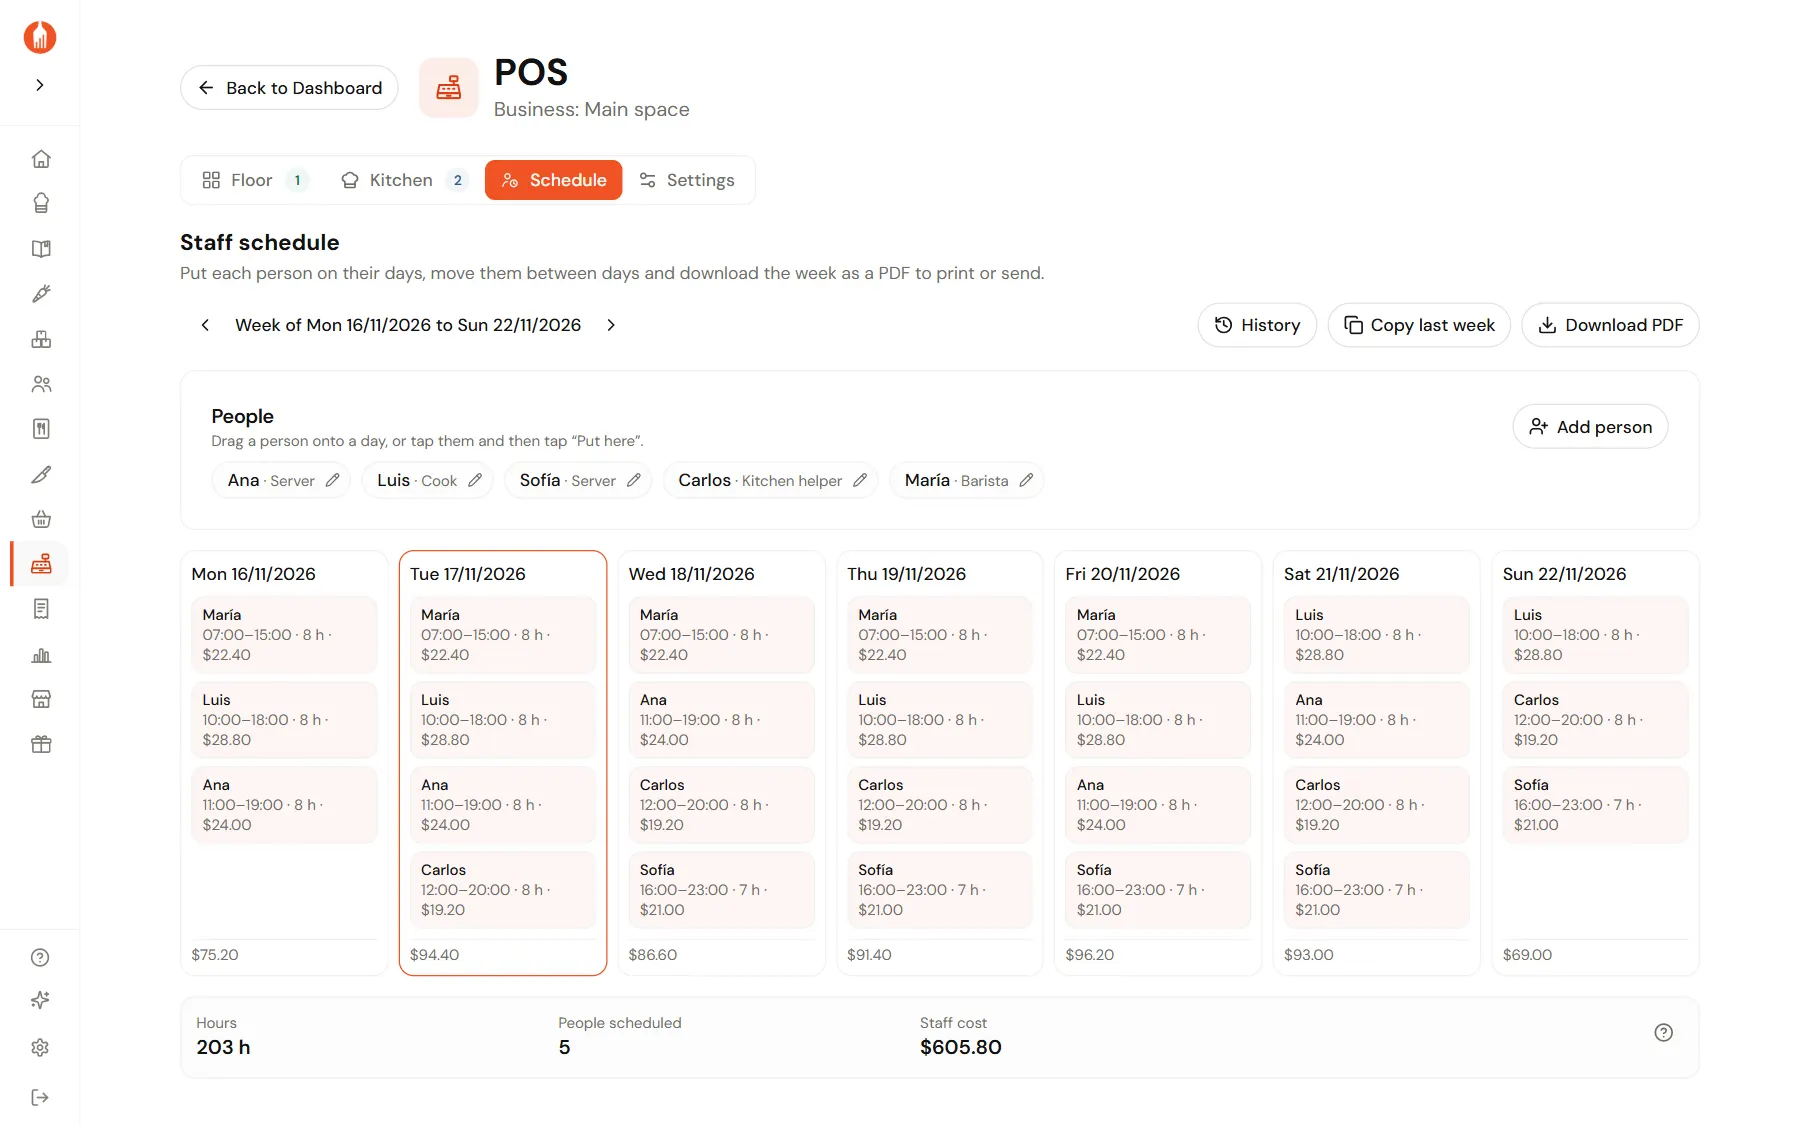 POS
Back to Dashboard
Business: Main space
Floor 1 Kitchen 2 Schedule Settings
Staff schedule
Put each person on their days, move them between days and download the week as a PDF to print or send.
Week of Mon 16/11/2026 to Sun 22/11/2026
History Copy last week Download PDF
People
Drag a person onto a day, or tap them and then tap “Put here”.
Add person
Ana · Server Luis · Cook Sofía · Server Carlos · Kitchen helper María · Barista
Mon 16/11/2026
María
07:00–15:00 · 8 h ·
$22.40
Luis
10:00–18:00 · 8 h ·
$28.80
Ana
11:00–19:00 · 8 h ·
$24.00
$75.20
Tue 17/11/2026
María
07:00–15:00 · 8 h ·
$22.40
Luis
10:00–18:00 · 8 h ·
$28.80
Ana
11:00–19:00 · 8 h ·
$24.00
Carlos
12:00–20:00 · 8 h ·
$19.20
$94.40
Wed 18/11/2026
María
07:00–15:00 · 8 h ·
$22.40
Ana
11:00–19:00 · 8 h ·
$24.00
Carlos
12:00–20:00 · 8 h ·
$19.20
Sofía
16:00–23:00 · 7 h ·
$21.00
$86.60
Thu 19/11/2026
María
07:00–15:00 · 8 h ·
$22.40
Luis
10:00–18:00 · 8 h ·
$28.80
Carlos
12:00–20:00 · 8 h ·
$19.20
Sofía
16:00–23:00 · 7 h ·
$21.00
$91.40
Fri 20/11/2026
María
07:00–15:00 · 8 h ·
$22.40
Luis
10:00–18:00 · 8 h ·
$28.80
Ana
11:00–19:00 · 8 h ·
$24.00
Sofía
16:00–23:00 · 7 h ·
$21.00
$96.20
Sat 21/11/2026
Luis
10:00–18:00 · 8 h ·
$28.80
Ana
11:00–19:00 · 8 h ·
$24.00
Carlos
12:00–20:00 · 8 h ·
$19.20
Sofía
16:00–23:00 · 7 h ·
$21.00
$93.00
Sun 22/11/2026
Luis
10:00–18:00 · 8 h ·
$28.80
Carlos
12:00–20:00 · 8 h ·
$19.20
Sofía
16:00–23:00 · 7 h ·
$21.00
$69.00
Hours
203 h
People scheduled
5
Staff cost
$605.80